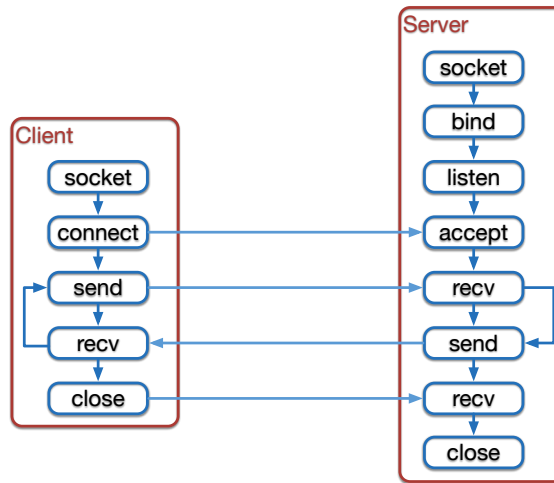 Client
socket
connect
send
recv
close
Server
socket
bind
listen
accept
recv
send
recv
close